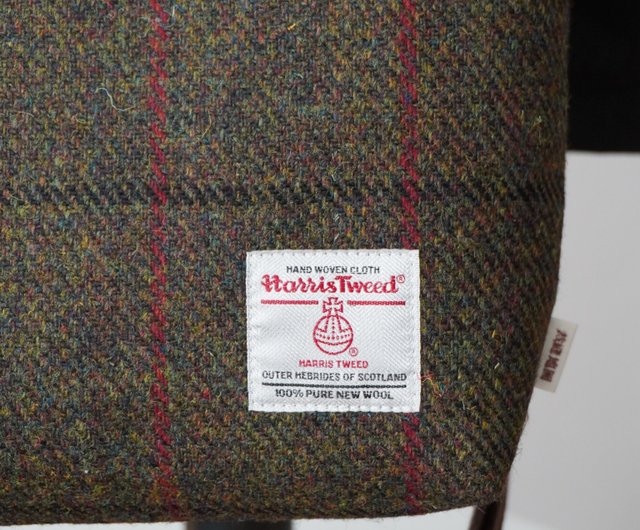 HAND WOVEN CLOTH
Harris Tweed®
®
HARRIS TWEED
OUTER HEBRIDES OF SCOTLAND
100% PURE NEW WOOL